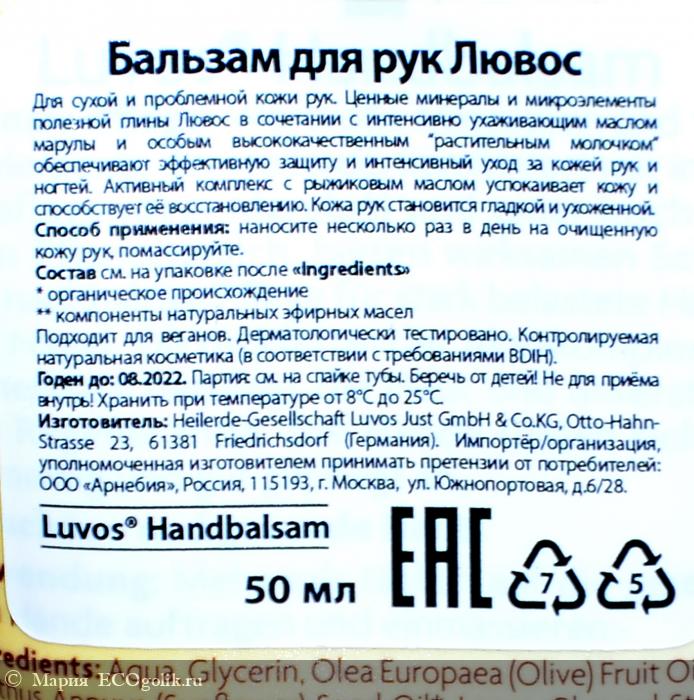 Бальзам для рук Лювос
Для сухой и проблемной кожи рук. Ценные минералы и микроэлементы
полезной глины Лювос в сочетании с интенсивно ухаживающим маслом
марулы и особым высококачественным "растительным молочком"
обеспечивают эффективную защиту и интенсивный уход за кожей рук и
ногтей. Активный комплекс с рыжиковым маслом успокаивает кожу и
способствует её восстановлению. Кожа рук становится гладкой и ухоженной.
Способ применения: наносите несколько раз в день на очищенную
кожу рук, помассируйте.
Состав см. на упаковке после «Ingredients»
* органическое происхождение
** компоненты натуральных эфирных масел
Подходит для веганов. Дерматологически тестировано. Контролируемая
натуральная косметика (в соответствии с требованиями BDIH).
Годен до: 08.2022. Партия: см. на спайке тубы. Беречь от детей! Не для приёма
внутрь! Хранить при температуре от 8°C до 25°C.
Изготовитель: Heilerde-Gesellschaft Luvos Just GmbH & Co.KG, Otto-Hahn-
Strasse 23, 61381 Friedrichsdorf (Германия). Импортёр/организация,
уполномоченная изготовителем принимать претензии от потребителей:
ООО «Арнебия», Россия, 115193, г. Москва, ул. Южнопортовая, д.6/28.
Luvos® Handbalsam
50 мл
EAC
7
5
redients: Aqua, Glycerin, Olea Europaea (Olive) Fruit O
Мария ECOgolik.ru